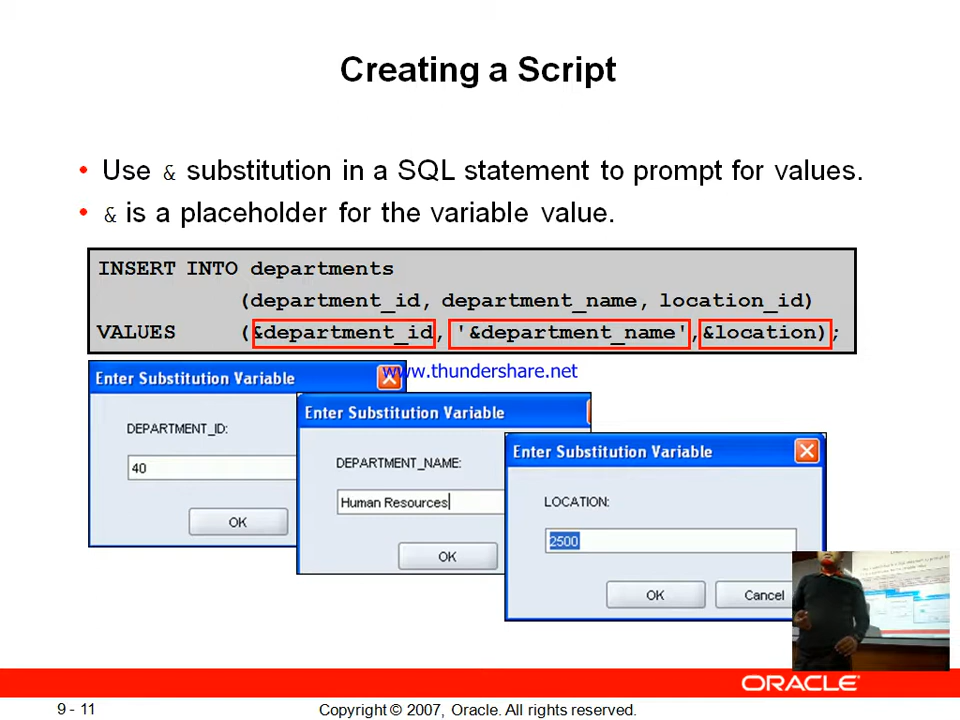 Creating a Script
• Use & substitution in a SQL statement to prompt for values.
• & is a placeholder for the variable value.
INSERT INTO departments
(department_id, department_name, location_id)
VALUES (&department_id, '&department_name',&location);
www.thundershare.net
Enter Substitution Variable
DEPARTMENT_ID:
40
OK
Enter Substitution Variable
DEPARTMENT_NAME:
Human Resources
OK
Enter Substitution Variable
LOCATION:
2500
OK Cancel
ORACLE
9 - 11 Copyright © 2007, Oracle. All rights reserved.